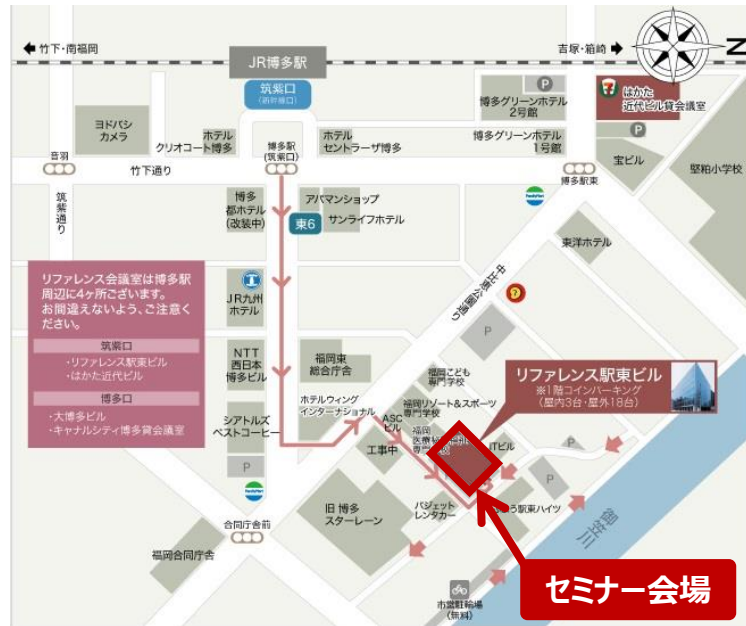 竹下・南福岡
吉塚・箱崎
N
JR博多駅
筑紫口
(新幹線口)
P
博多グリーンホテル
2号館
はかた
近代ビル貸会議室
ヨドバシ
カメラ
ホテル
クリオコート博多
博多駅
(筑紫口)
ホテル
セントラーザ博多
博多グリーンホテル
1号館
P
宝ビル
音羽
竹下通り
博多駅東
堅粕小学校
筑紫通り
博多
都ホテル
(改装中)
アパマンショップ
東6
サンライフホテル
FamilyMart
東洋ホテル
中比恵公園通り
リファレンス会議室は博多駅
周辺に4ヶ所ございます。
お間違えないよう、ご注意く
ださい。
筑紫口
・リファレンス駅東ビル
・はかた近代ビル
博多口
・大博多ビル
・キャナルシティ博多貸会議室
JR九州
ホテル
P
NTT
西日本
博多ビル
福岡東
総合庁舎
福岡こども
専門学校
リファレンス駅東ビル
※1階コインパーキング
(屋内3台・屋外18台)
ホテルウィング
インターナショナル
福岡リゾート&スポーツ
専門学校
シアトルズ
ベストコーヒー
ASC
ビル
福岡
医療
専門
ITビル
工事中
P
P
P
FamilyMart
旧 博多
スターレーン
バジェット
レンタカー
う駅東ハイツ
合同庁舎前
御笠川
福岡合同庁舎
市営駐輪場
(無料)
セミナー会場